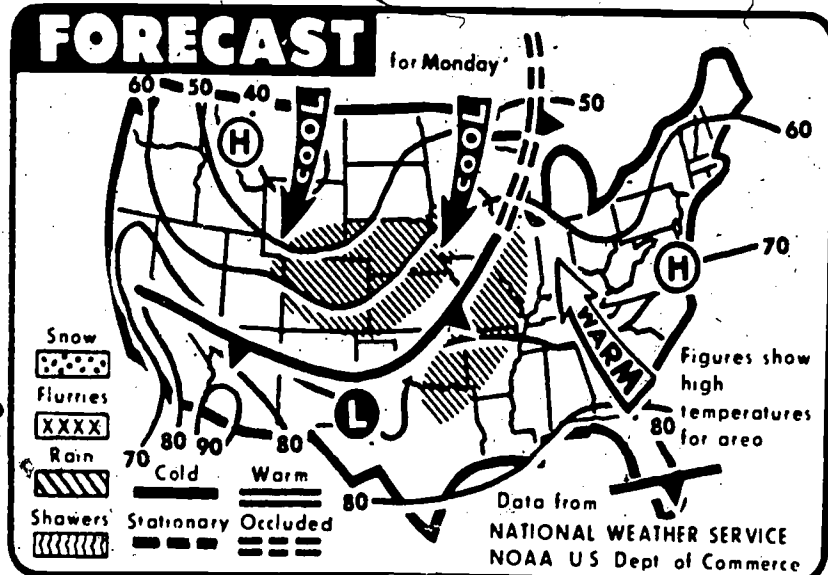 FORECAST
for Monday
60 50 40
COOL
COOL
50
60
H
70
H
WARM
Figures show
high
temperatures
for area
80
L
Snow
Flurries
XXXX
Rain
Showers
70 80 90 80
80
Cold Warm
Stationary Occluded
Data from
NATIONAL WEATHER SERVICE
NOAA U S Dept of Commerce